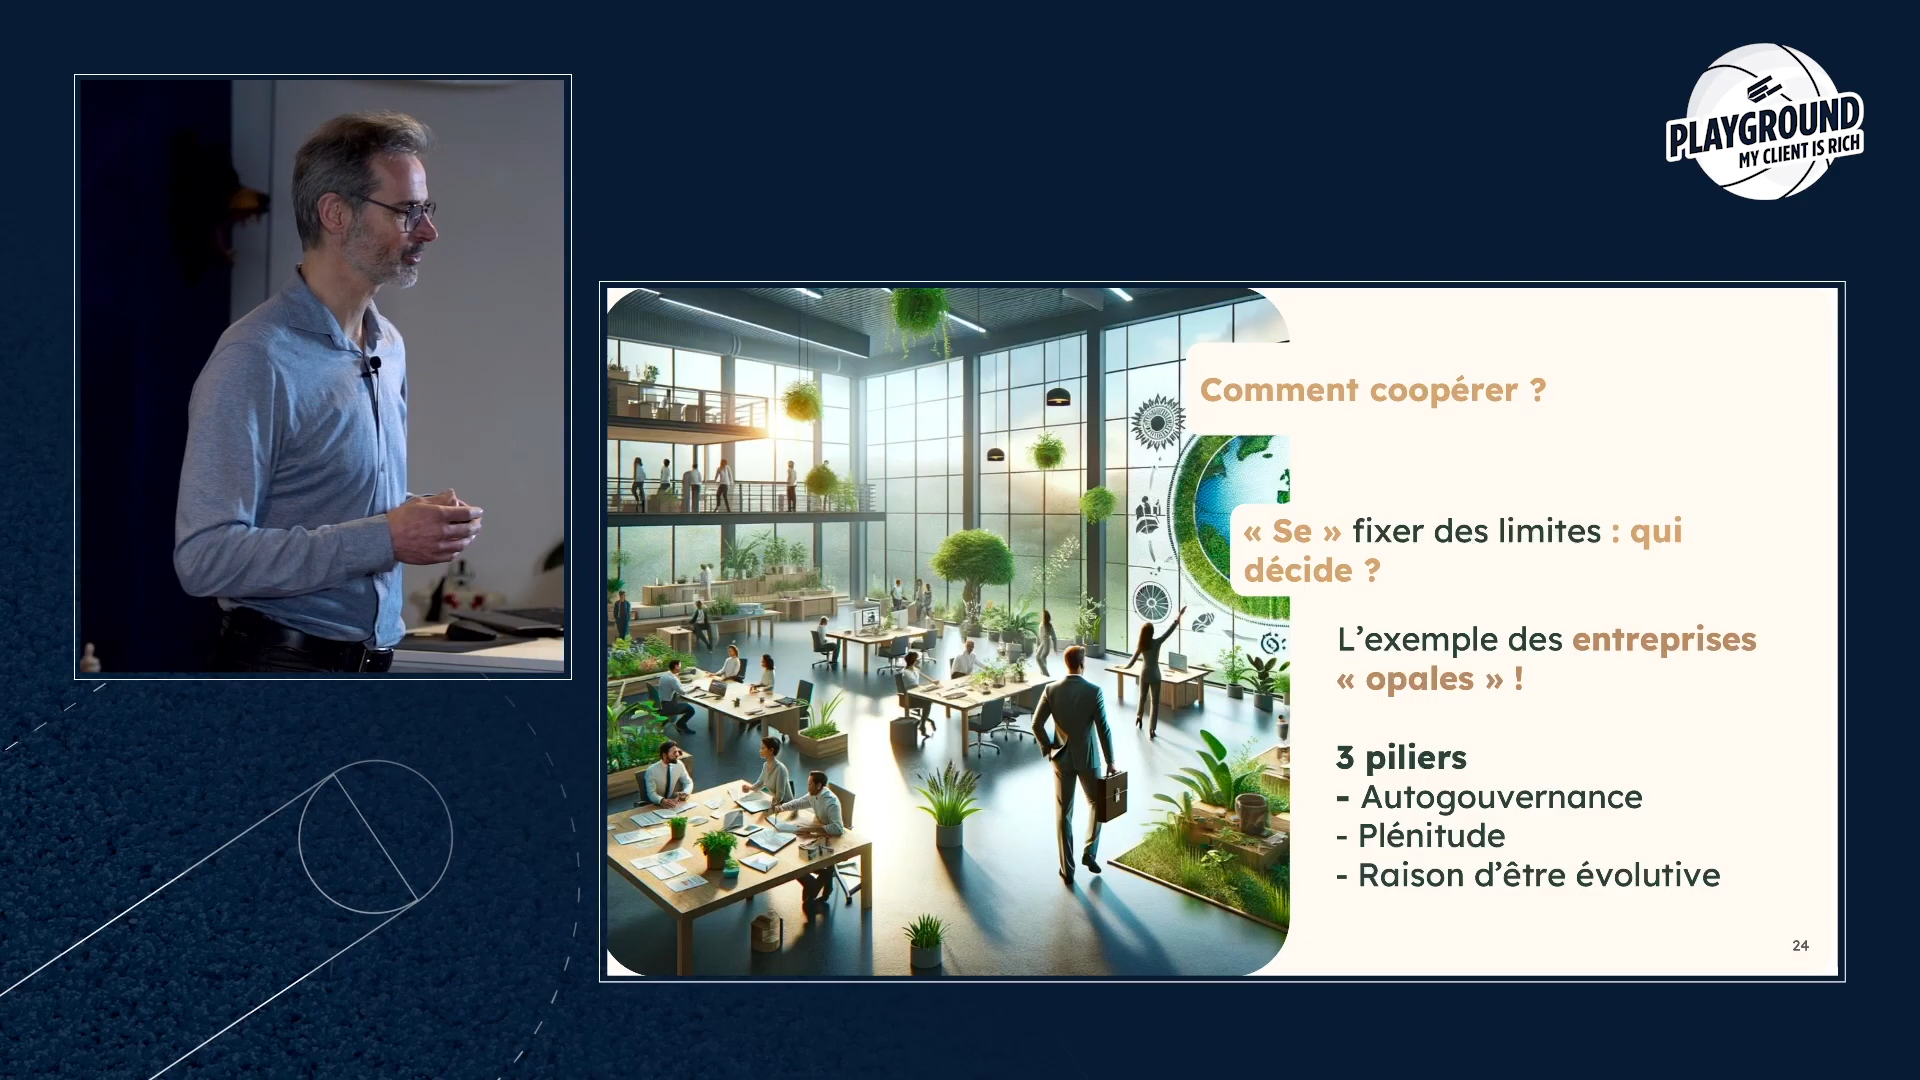 PLAYGROUND
MY CLIENT IS RICH
Comment coopérer ?
« Se » fixer des limites : qui
décide ?
L’exemple des entreprises
« opales » !
3 piliers
- Autogouvernance
- Plénitude
- Raison d’être évolutive
24